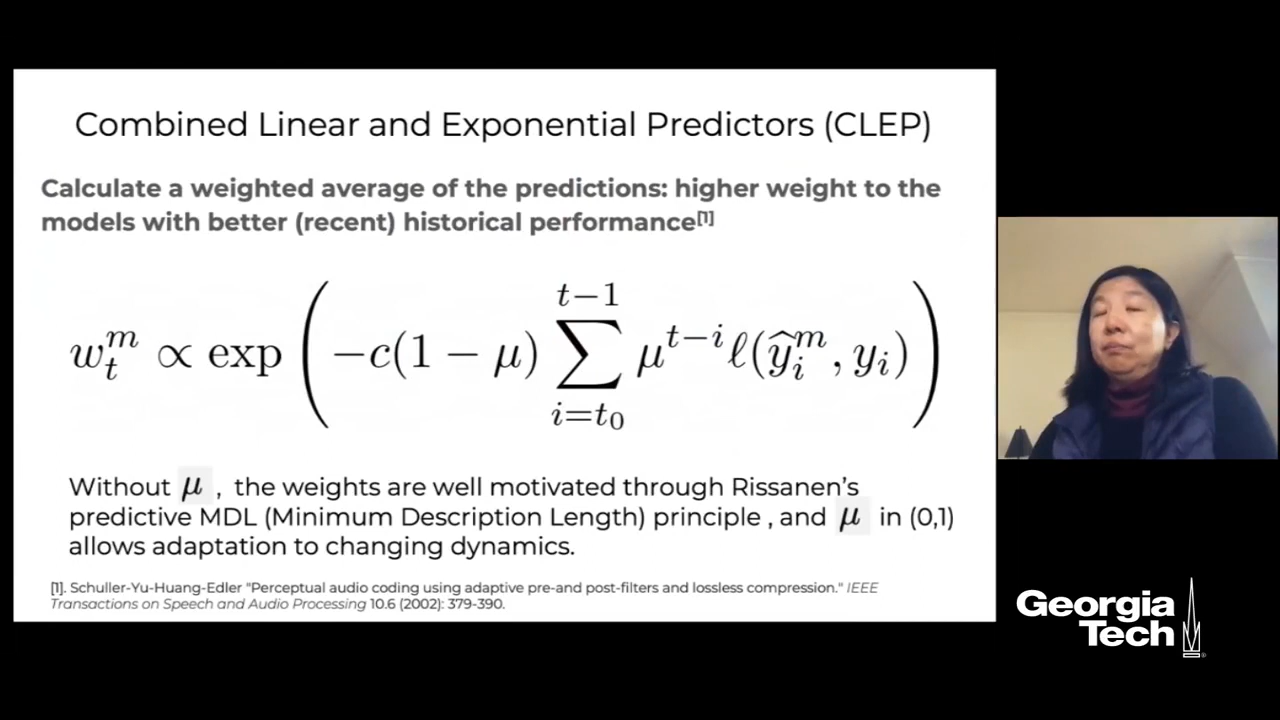 Combined Linear and Exponential Predictors (CLEP)
Calculate a weighted average of the predictions: higher weight to the
models with better (recent) historical performance[1]
w_t^m ∝ exp ( −c(1 − μ) ∑_{i=t_0}^{t−1} μ^{t−i} ℓ(ŷ_i^m, y_i) )
Without μ , the weights are well motivated through Rissanen's
predictive MDL (Minimum Description Length) principle , and μ in (0,1)
allows adaptation to changing dynamics.
[1]. Schuller-Yu-Huang-Edler "Perceptual audio coding using adaptive pre-and post-filters and lossless compression." IEEE
Transactions on Speech and Audio Processing 10.6 (2002): 379-390.
Georgia
Tech